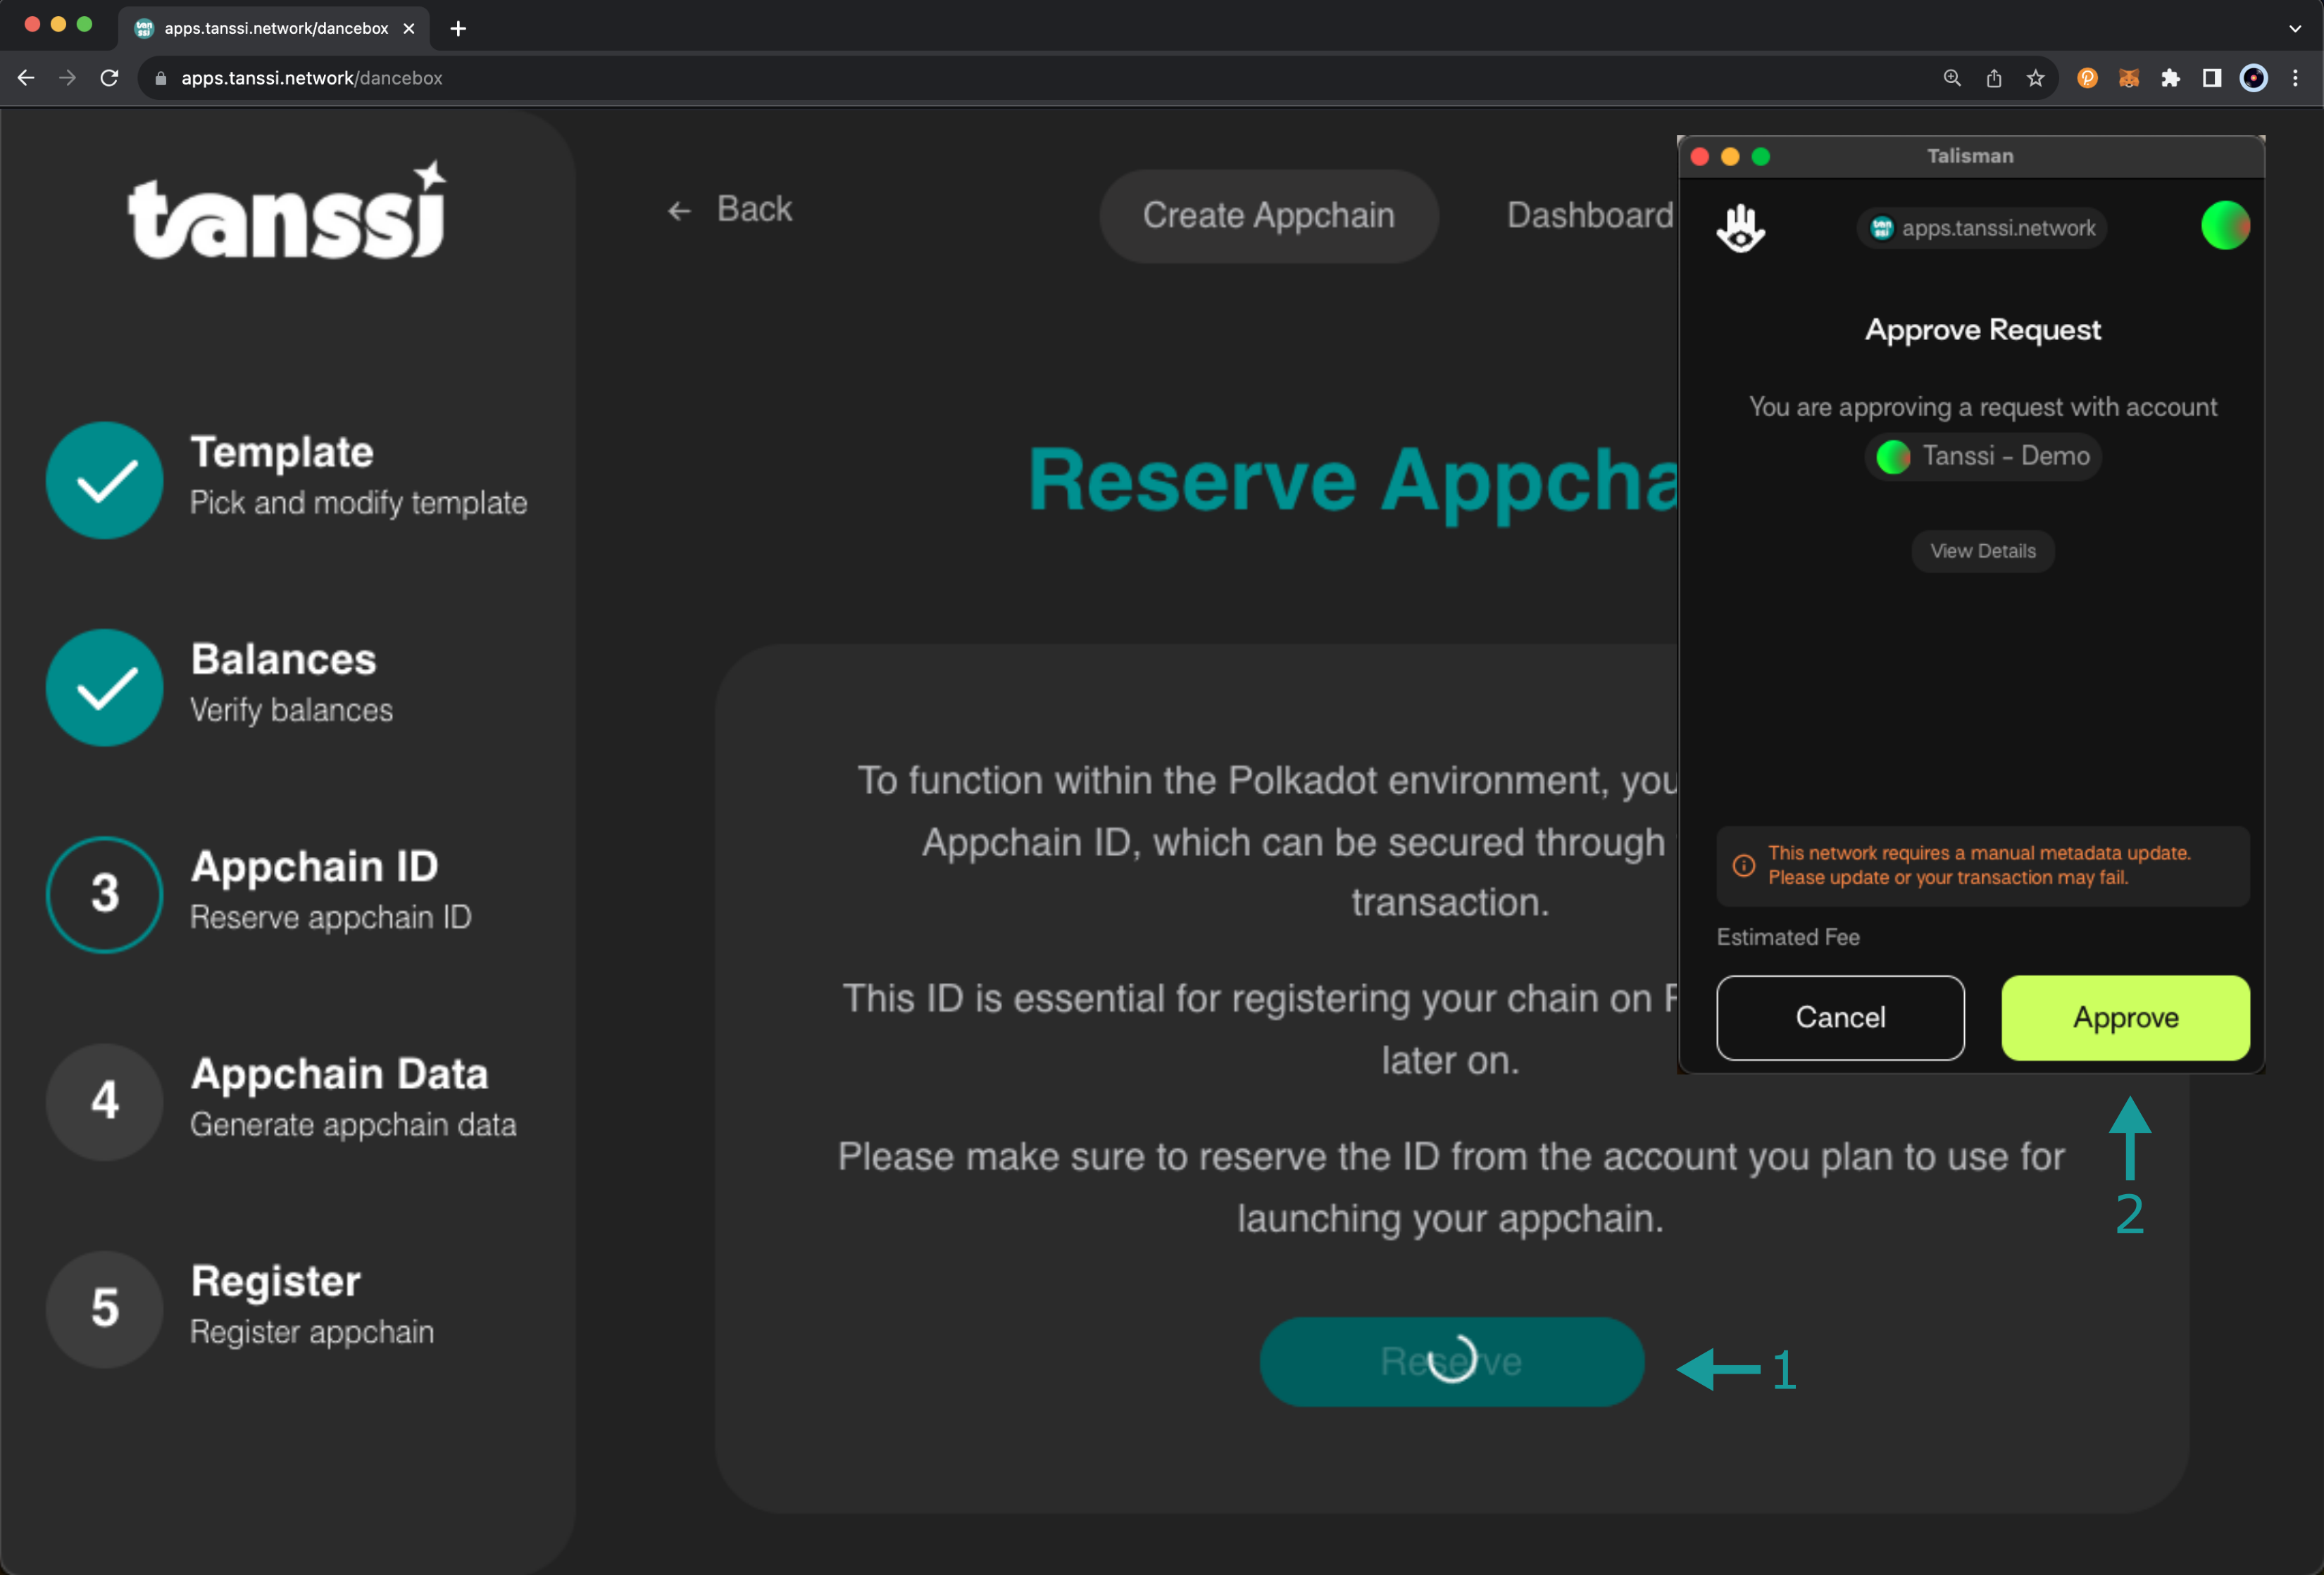 apps.tanssi.network/dancebox
apps.tanssi.network/dancebox
tanssi
Template
Pick and modify template
Balances
Verify balances
3
Appchain ID
Reserve appchain ID
4
Appchain Data
Generate appchain data
5
Register
Register appchain
Back
Create Appchain
Dashboard
Reserve Appcha
To function within the Polkadot environment, you
Appchain ID, which can be secured through
transaction.
This ID is essential for registering your chain on
later on.
Please make sure to reserve the ID from the account you plan to use for
launching your appchain.
Reserve
1
Talisman
apps.tanssi.network
Approve Request
You are approving a request with account
Tanssi - Demo
View Details
This network requires a manual metadata update.
Please update or your transaction may fail.
Estimated Fee
Cancel
Approve
2